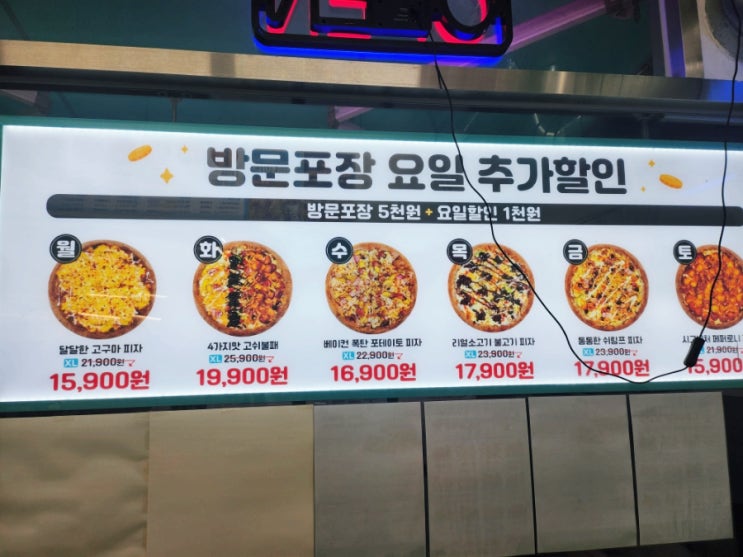 방문포장 요일 추가할인
방문포장 5천원 + 요일할인 1천원
월
달달한 고구마 피자
XL 21,900원
15,900원
화
4가지맛 고쉬불페
XL 25,900원
19,900원
수
베이컨 폭탄 포테이토 피자
XL 22,900원
16,900원
목
리얼소고기 불고기 피자
XL 23,900원
17,900원
금
통통한 쉬림프 피자
XL 23,900원
17,900원
토
페퍼로니
XL 21,900원
15,900